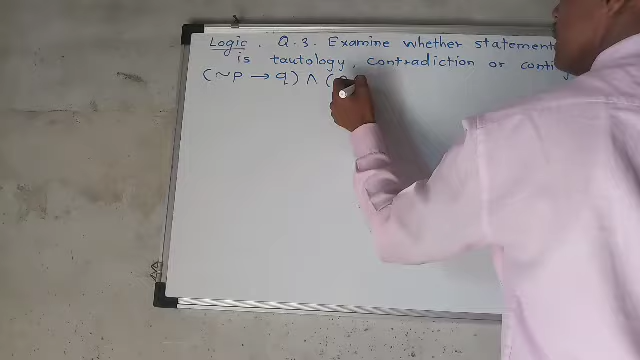 Logic. Q.3. Examine whether statement
is tautology, contradiction or
(~p → q) ∧ (